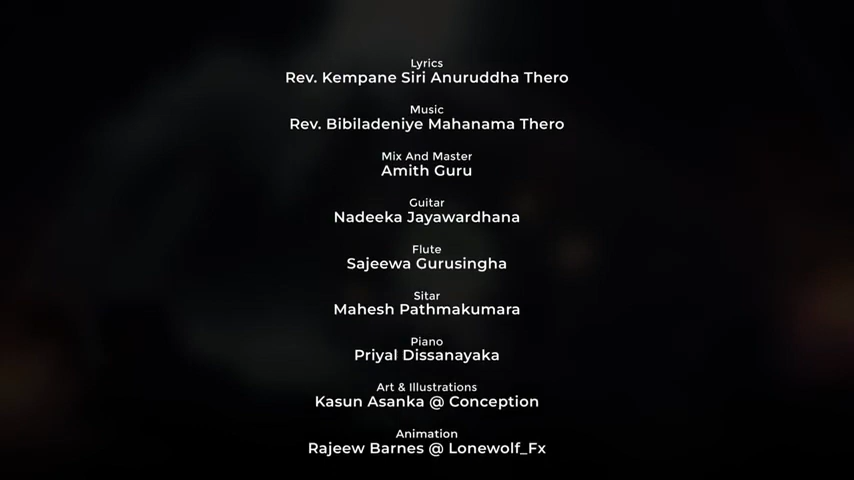 Lyrics
Rev. Kempane Siri Anuruddha Thero
Music
Rev. Bibiladeniye Mahanama Thero
Mix And Master
Amith Guru
Guitar
Nadeeka Jayawardhana
Flute
Sajeewa Gurusingha
Sitar
Mahesh Pathmakumara
Piano
Priyal Dissanayaka
Art & Illustrations
Kasun Asanka @ Conception
Animation
Rajeew Barnes @ Lonewolf_Fx